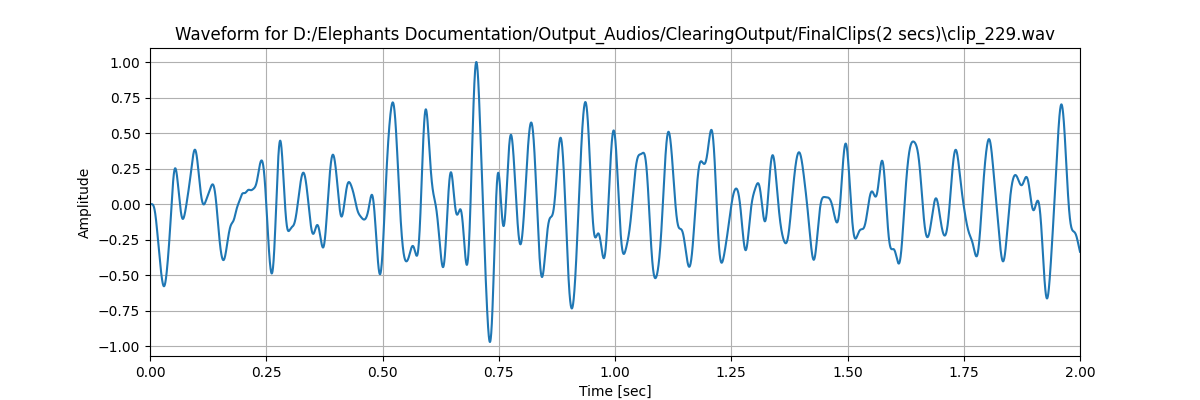 Waveform for D:/Elephants Documentation/Output_Audios/ClearingOutput/FinalClips(2 secs)\clip_229.wav
1.00
0.75
0.50
0.25
0.00
−0.25
−0.50
−0.75
−1.00
Amplitude
0.00 0.25 0.50 0.75 1.00 1.25 1.50 1.75 2.00
Time [sec]